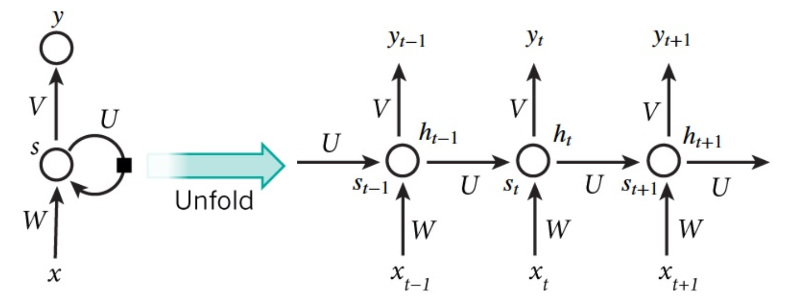 y
V
U
s
W
x
Unfold
y_{t-1} y_t y_{t+1}
V V V
U h_{t-1} h_t h_{t+1}
s_{t-1} U s_t U s_{t+1} U
W W W
x_{t-1} x_t x_{t+1}